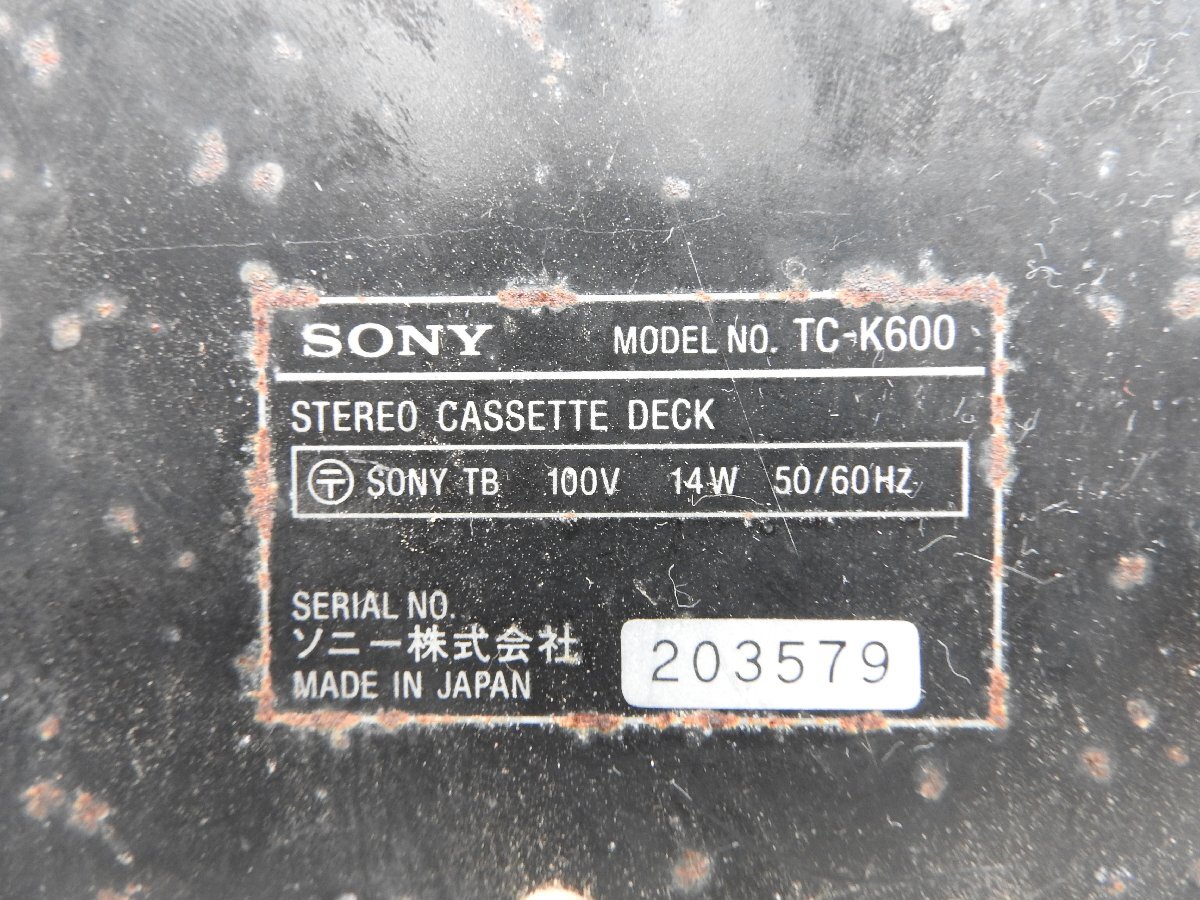 SONY MODEL NO. TC-K600
STEREO CASSETTE DECK
〶 SONY TB 100V 14W 50/60HZ
SERIAL NO.
ソニー株式会社 203579
MADE IN JAPAN